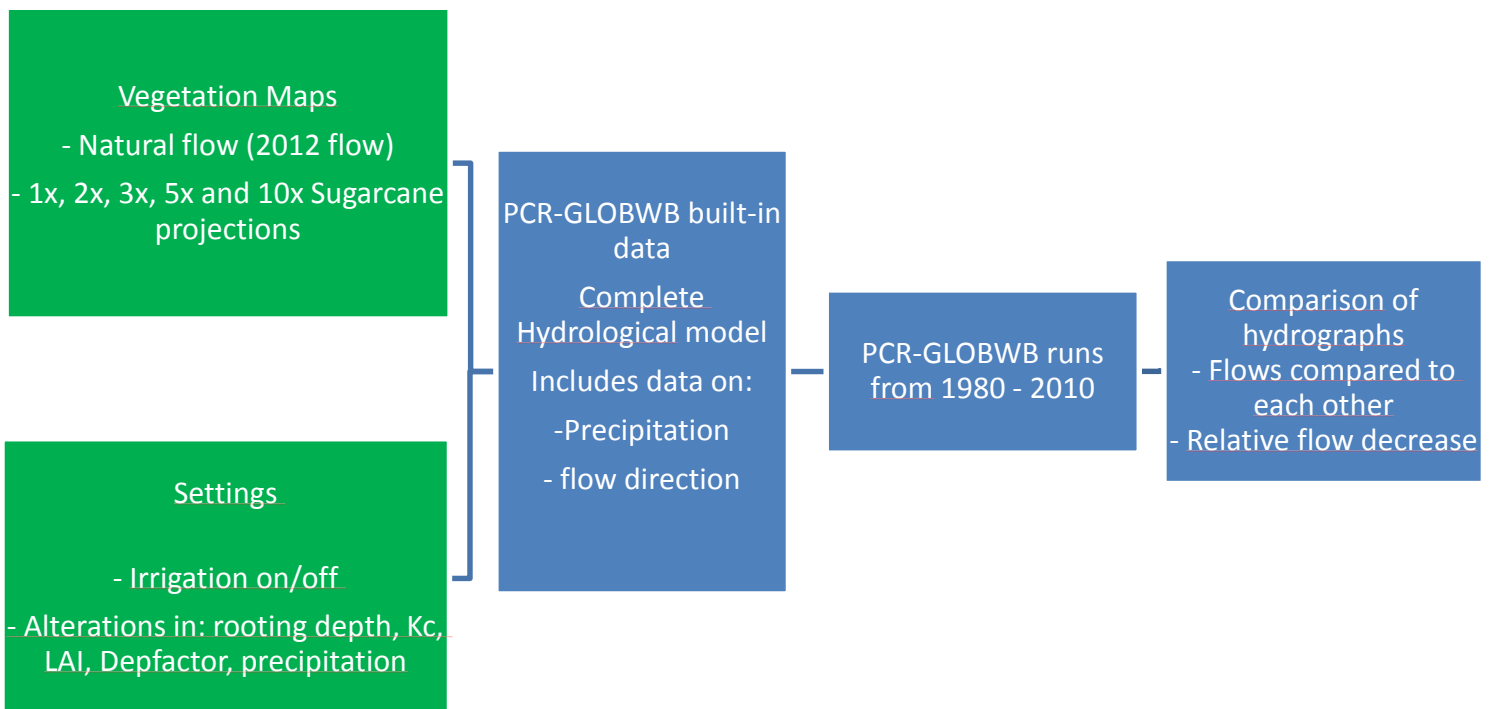 Vegetation Maps
- Natural flow (2012 flow)
- 1x, 2x, 3x, 5x and 10x Sugarcane
projections
Settings
- Irrigation on/off
- Alterations in: rooting depth, Kc,
LAI, Depfactor, precipitation
PCR-GLOBWB built-in
data
Complete
Hydrological model
Includes data on:
-Precipitation
- flow direction
PCR-GLOBWB runs
from 1980 - 2010
Comparison of
hydrographs
- Flows compared to
each other
- Relative flow decrease